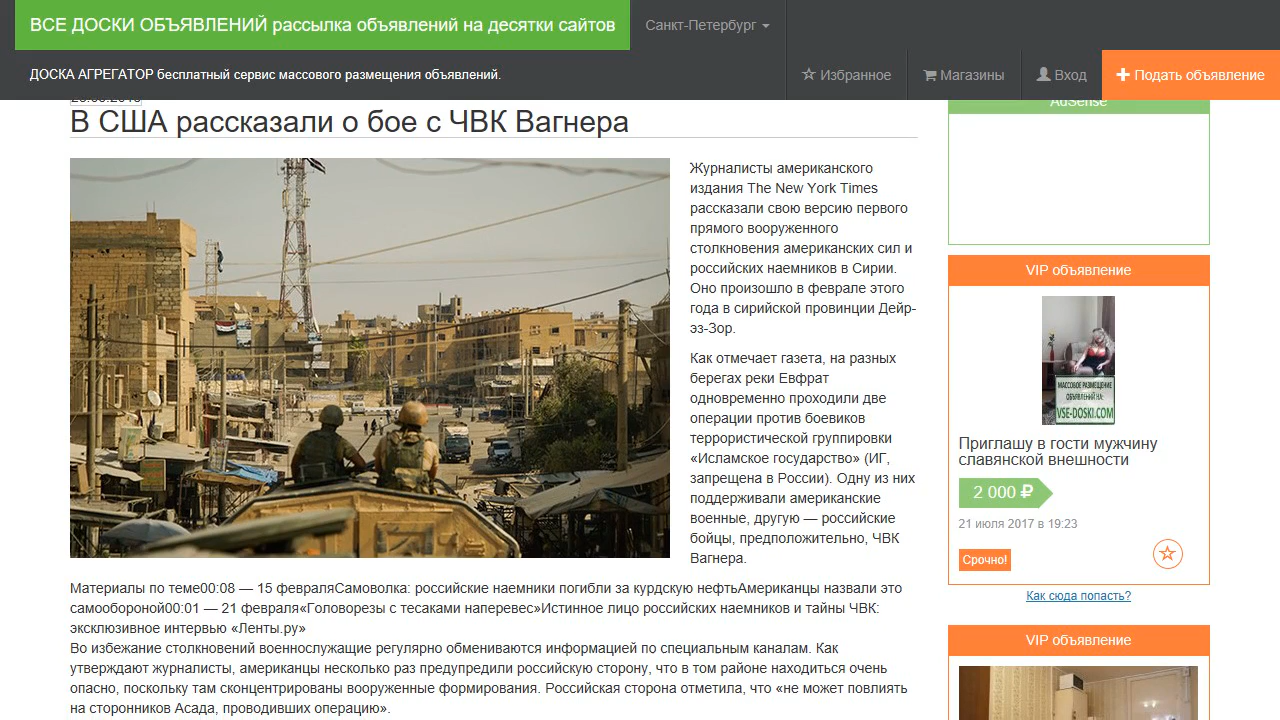 ВСЕ ДОСКИ ОБЪЯВЛЕНИЙ рассылка объявлений на десятки сайтов
Санкт-Петербург
ДОСКА АГРЕГАТОР бесплатный сервис массового размещения объявлений.
Избранное
Магазины
Вход
Подать объявление
В США рассказали о бое с ЧВК Вагнера
Журналисты американского
издания The New York Times
рассказали свою версию первого
прямого вооруженного
столкновения американских сил и
российских наемников в Сирии.
Оно произошло в феврале этого
года в сирийской провинции Дейр-
эз-Зор.
Как отмечает газета, на разных
берегах реки Евфрат
одновременно проходили две
операции против боевиков
террористической группировки
«Исламское государство» (ИГ,
запрещена в России). Одну из них
поддерживали американские
военные, другую — российские
бойцы, предположительно, ЧВК
Вагнера.
Материалы по теме00:08 — 15 февраляСамоволка: российские наемники погибли за курдскую нефтьАмериканцы назвали это
самообороной00:01 — 21 февраля«Головорезы с тесаками наперевес»Истинное лицо российских наемников и тайны ЧВК:
эксклюзивное интервью «Ленты.ру»
Во избежание столкновений военнослужащие регулярно обмениваются информацией по специальным каналам. Как
утверждают журналисты, американцы несколько раз предупредили российскую сторону, что в том районе находиться очень
опасно, поскольку там сконцентрированы вооруженные формирования. Российская сторона отметила, что «не может повлиять
на сторонников Асада, проводивших операцию».
AdSense
VIP объявление
МАССОВОЕ РАЗМЕЩЕНИЕ
ОБЪЯВЛЕНИЙ НА:
VSE-DOSKI.COM
Приглашу в гости мужчину
славянской внешности
2 000 ₽
21 июля 2017 в 19:23
Срочно!
Как сюда попасть?
VIP объявление